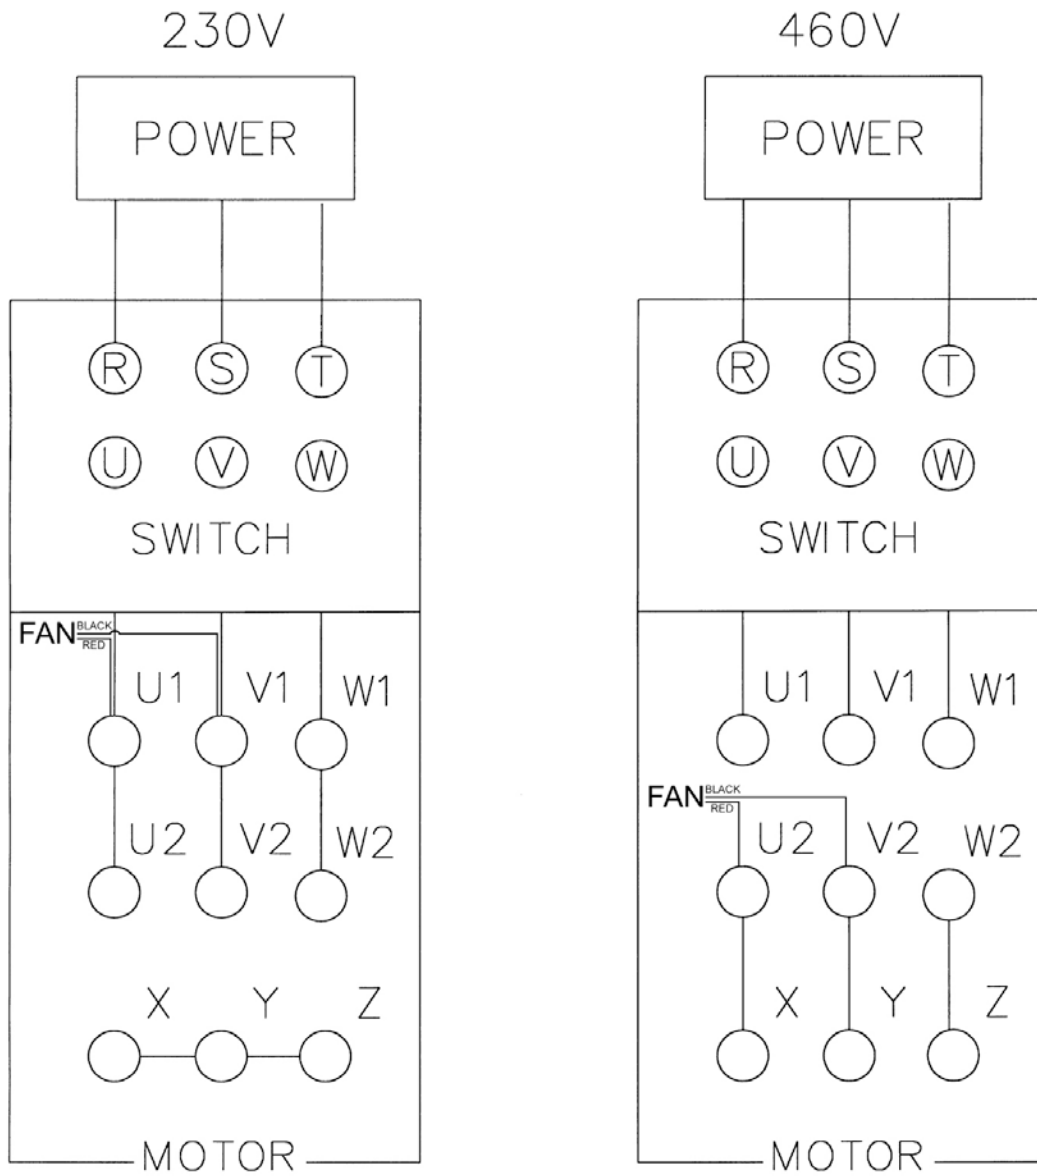 230V
POWER
R S T
U V W
SWITCH
FAN BLACK
RED
U1 V1 W1
U2 V2 W2
X Y Z
MOTOR
460V
POWER
R S T
U V W
SWITCH
U1 V1 W1
FAN BLACK
RED
U2 V2 W2
X Y Z
MOTOR